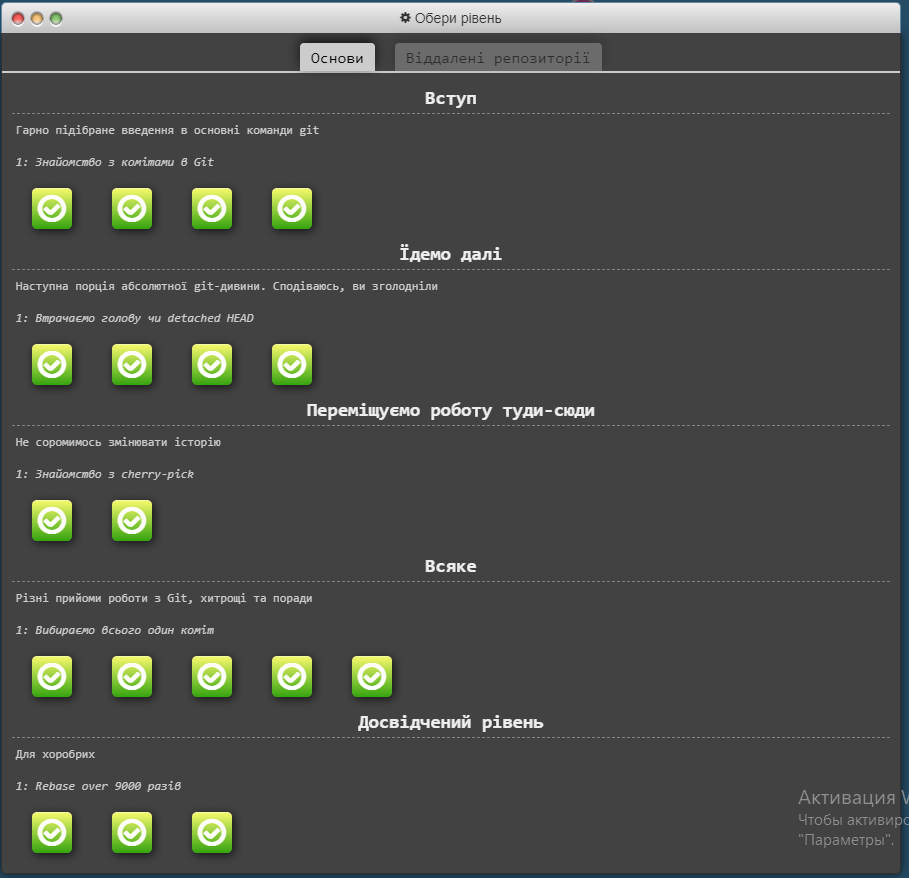 Обери рівень
Основи
Віддалені репозиторії
Вступ
Гарно підібране введення в основні команди git
1: Знайомство з комітами в Git
Їдемо далі
Наступна порція абсолютної git-дивини. Сподіваюсь, ви зголодніли
1: Втрачаємо голову чи detached HEAD
Переміщуємо роботу туди-сюди
Не соромимось змінювати історію
1: Знайомство з cherry-pick
Всяке
Різні прийоми роботи з Git, хитрощі та поради
1: Вибираємо всього один коміт
Досвідчений рівень
Для хоробрих
1: Rebase over 9000 разів
Активация
Чтобы
"Параметры".